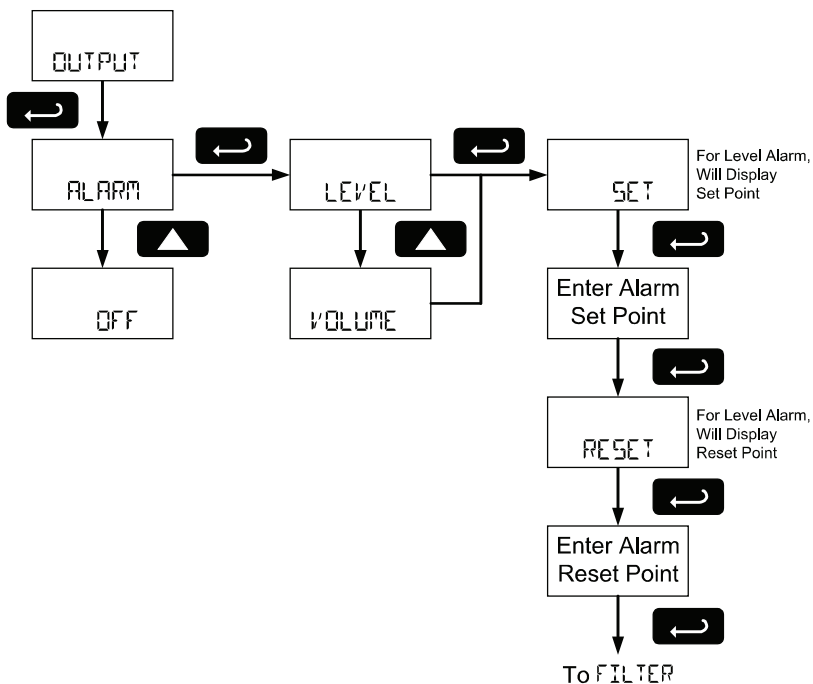 OUTPUT
ALARM
OFF
LEVEL
VOLUME
SET
For Level Alarm,
Will Display
Set Point
Enter Alarm
Set Point
RESET
For Level Alarm,
Will Display
Reset Point
Enter Alarm
Reset Point
To FILTER